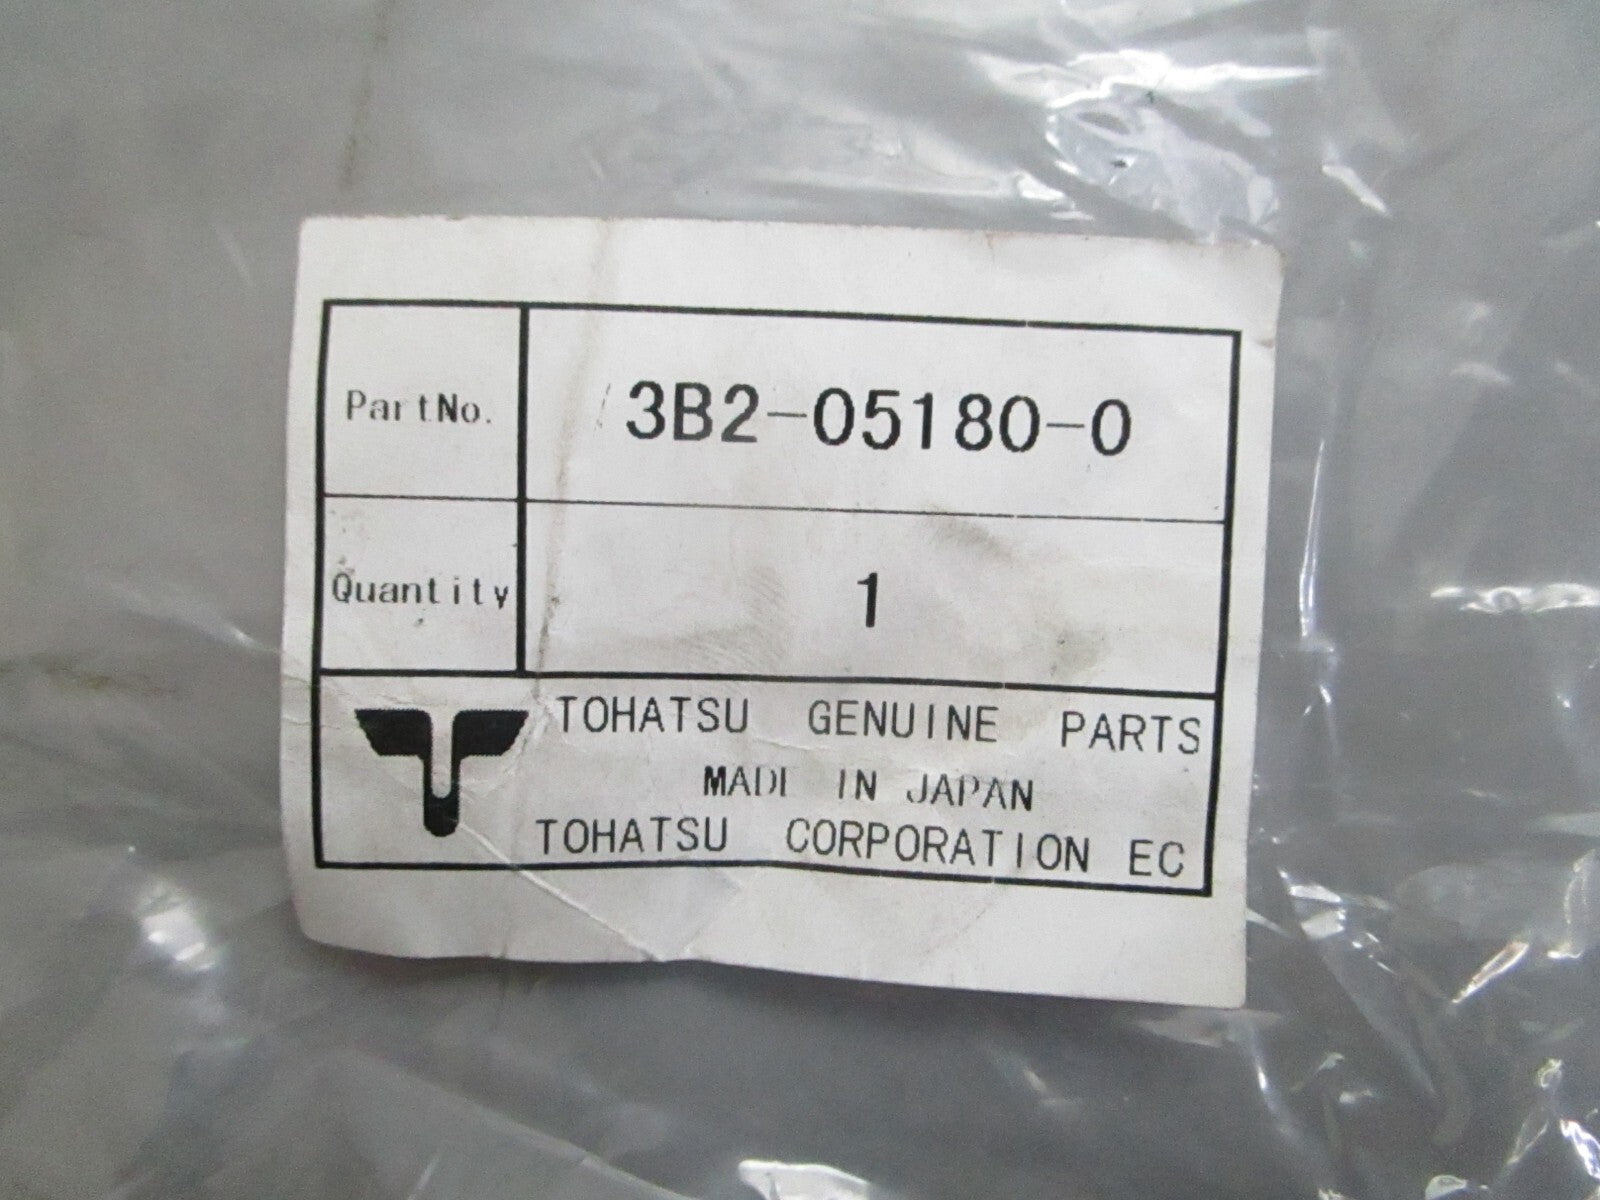 PartNo. 3B2-05180-0
Quantity 1
TOHATSU GENUINE PARTS
MADE IN JAPAN
TOHATSU CORPORATION EC